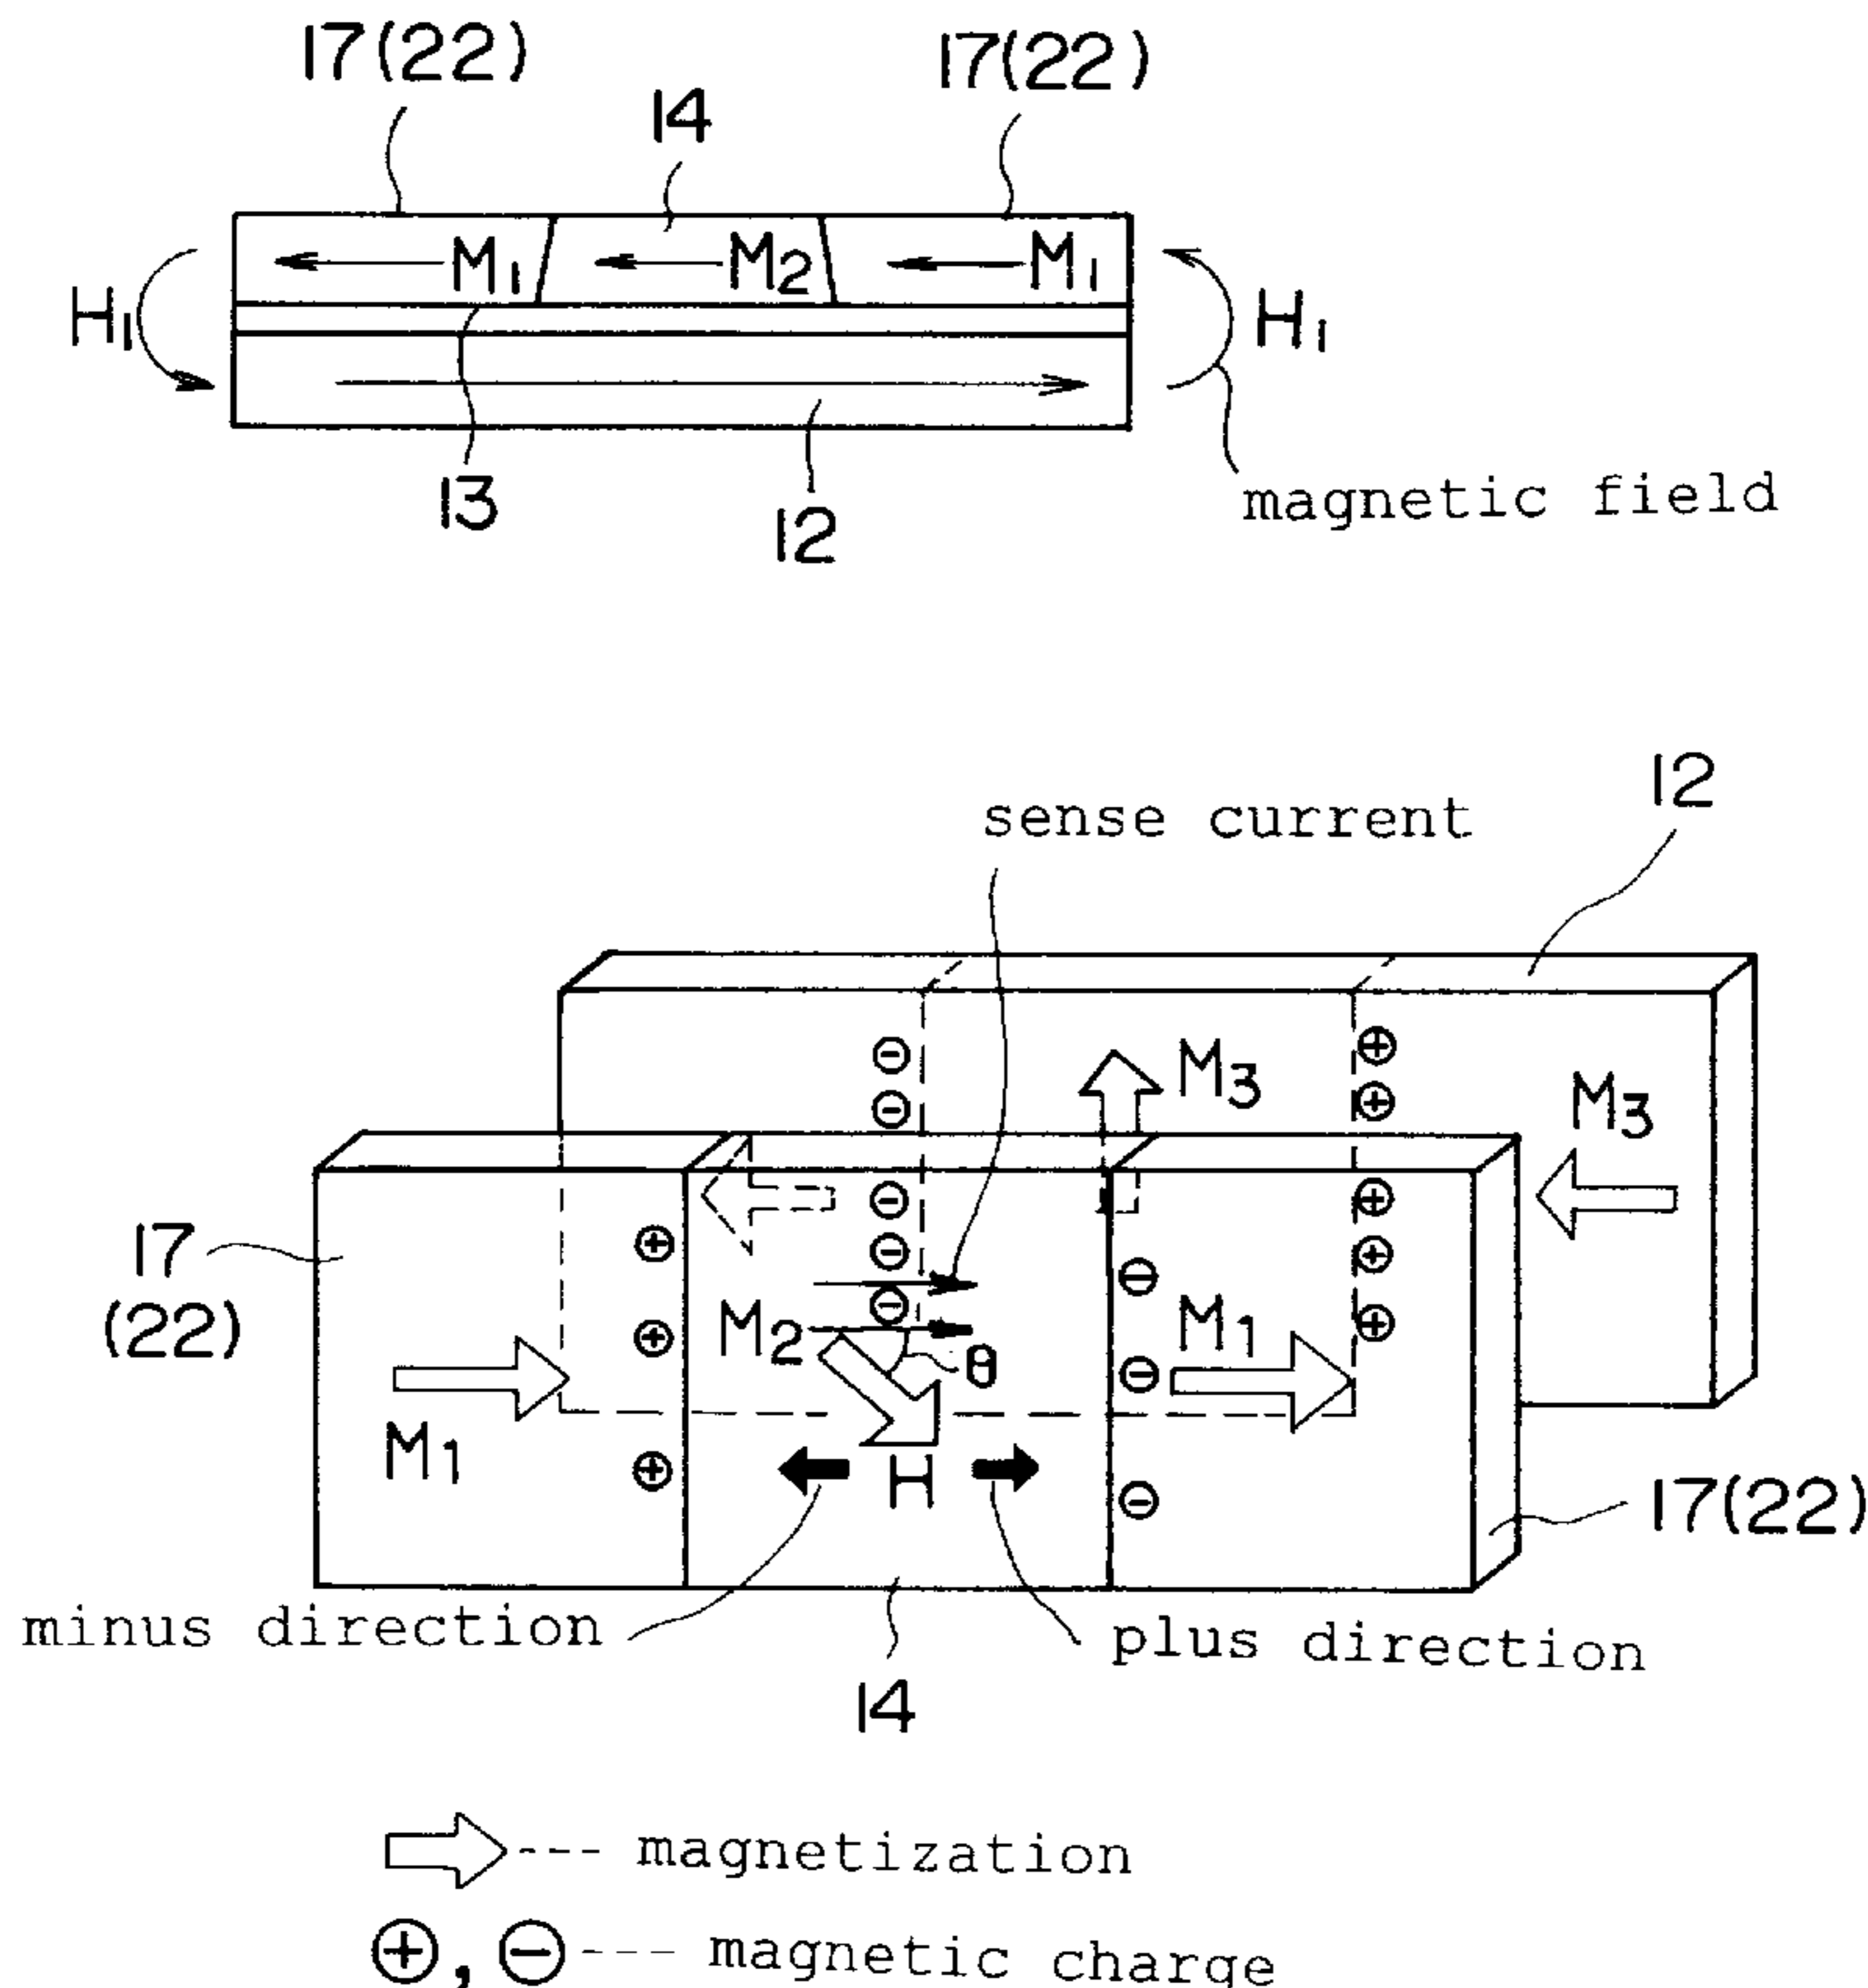 17(22)
17(22)
14
M1
M2
M1
H1
H1
13
12
magnetic field
12
sense current
M3
M3
17
(22)
M2
M1
θ
M1
H
17(22)
minus direction
plus direction
14
--- magnetization
⊕, ⊖ --- magnetic charge